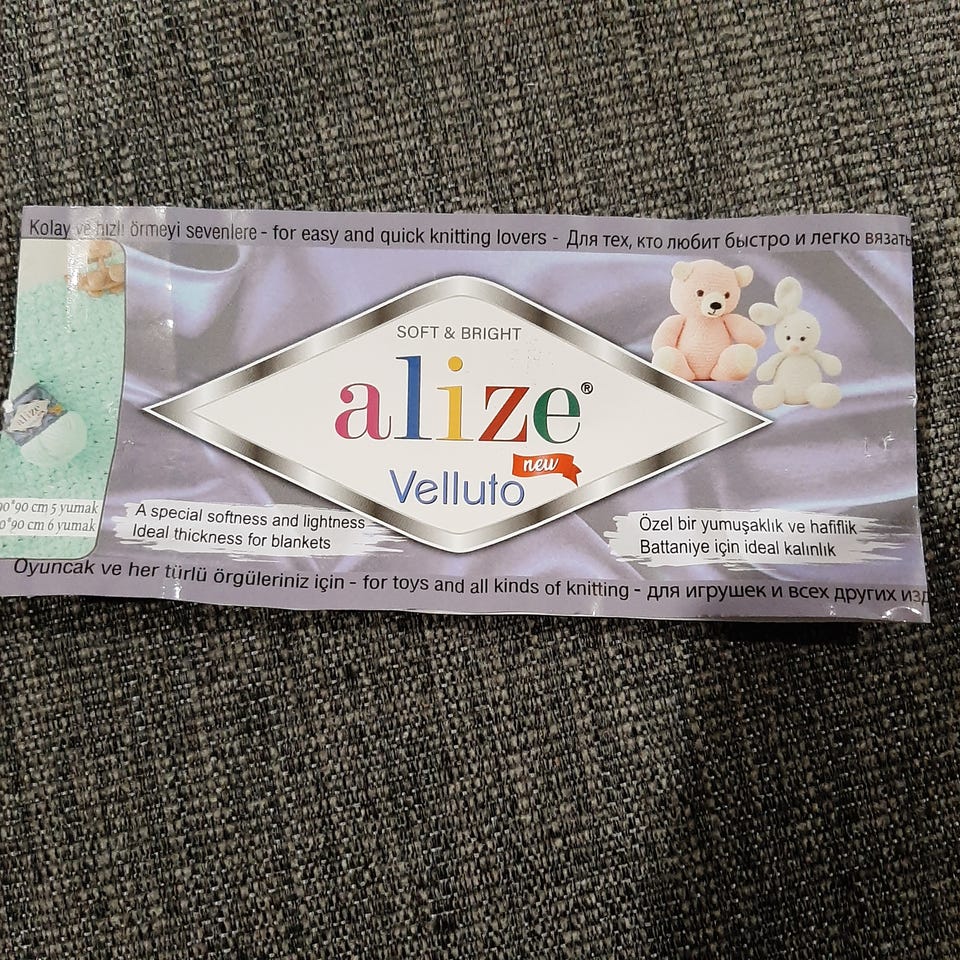 Kolay ve hızlı örmeyi sevenlere - for easy and quick knitting lovers - Для тех, кто любит быстро и легко вязать
SOFT & BRIGHT
alize®
new
Velluto
alize
90*90 cm 5 yumak
0*90 cm 6 yumak
A special softness and lightness
Ideal thickness for blankets
Özel bir yumuşaklık ve hafiflik
Battaniye için ideal kalınlık
Oyuncak ve her türlü örgüleriniz için - for toys and all kinds of knitting - для игрушек и всех других изд